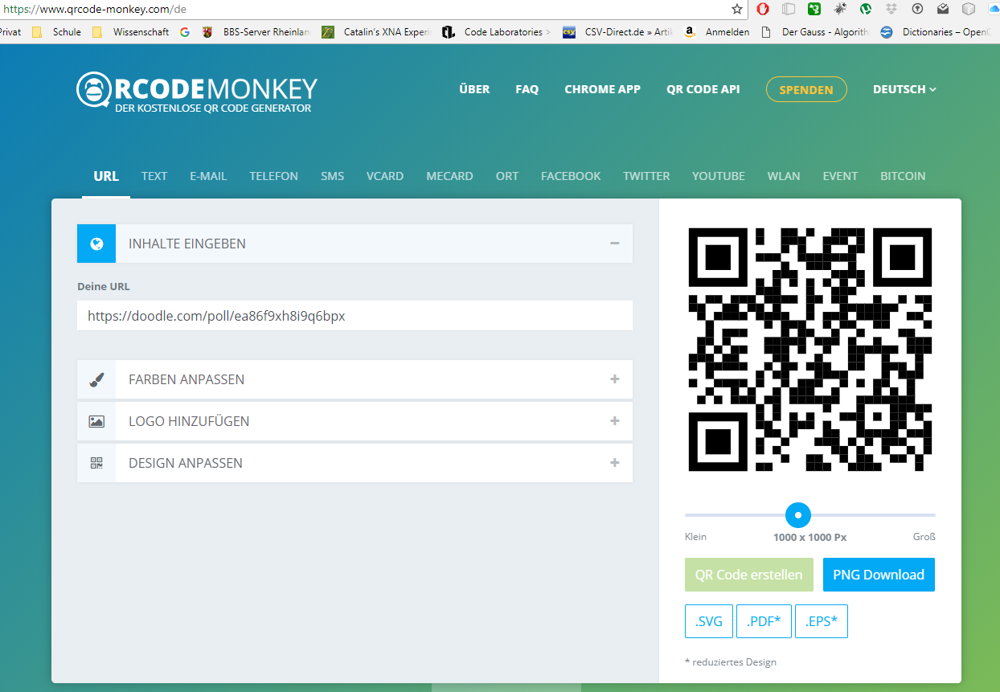 https://www.qrcode-monkey.com/de
Privat Schule Wissenschaft BBS-Server Rheinlan Catalin's XNA Experi Code Laboratories > CSV-Direct.de » Artik Anmelden Der Gauss - Algorith Dictionaries – OpenO
QRCODEMONKEY
DER KOSTENLOSE QR CODE GENERATOR
ÜBER FAQ CHROME APP QR CODE API SPENDEN DEUTSCH
URL TEXT E-MAIL TELEFON SMS VCARD MECARD ORT FACEBOOK TWITTER YOUTUBE WLAN EVENT BITCOIN
INHALTE EINGEBEN
Deine URL
https://doodle.com/poll/ea86f9xh8i9q6bpx
FARBEN ANPASSEN
LOGO HINZUFÜGEN
DESIGN ANPASSEN
Klein 1000 x 1000 Px Groß
QR Code erstellen PNG Download
.SVG .PDF* .EPS*
* reduziertes Design